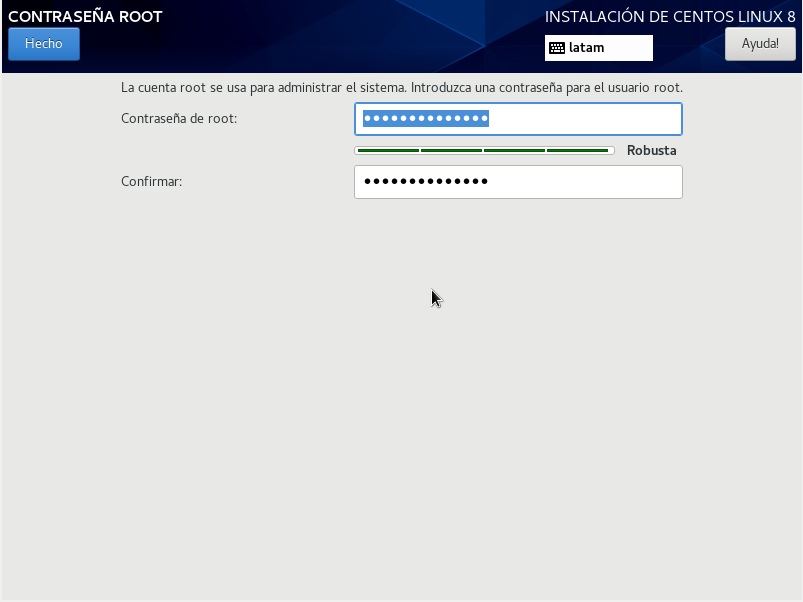 CONTRASEÑA ROOT
INSTALACIÓN DE CENTOS LINUX 8
Hecho
latam
Ayuda!
La cuenta root se usa para administrar el sistema. Introduzca una contraseña para el usuario root.
Contraseña de root: ••••••••••••••
Robusta
Confirmar: ••••••••••••••